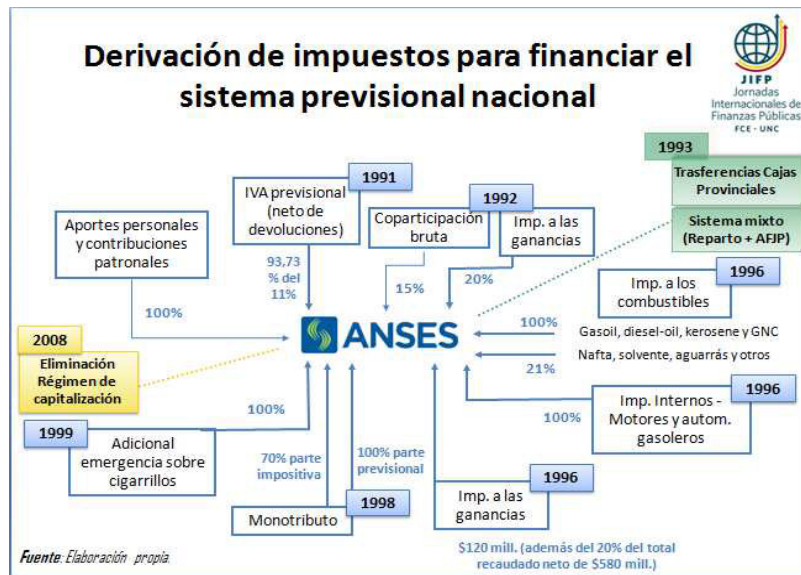 Derivación de impuestos para financiar el
sistema previsional nacional
JIFP
Jornadas
Internacionales de
Finanzas Públicas
FCE - UNC
1993
Trasferencias Cajas
Provinciales
Sistema mixto
(Reparto + AFJP)
1991
IVA previsional
(neto de
devoluciones)
93,73
% del
11%
1992
Coparticipación
bruta
15%
Imp. a las
ganancias
20%
Aportes personales
y contribuciones
patronales
100%
1996
Imp. a los
combustibles
100%
Gasoil, diesel-oil, kerosene y GNC
Nafta, solvente, aguarrás y otros
21%
ANSES
2008
Eliminación
Régimen de
capitalización
1996
Imp. Internos -
Motores y autom.
gasoleros
100%
1999
Adicional
emergencia sobre
cigarrillos
100%
70% parte
impositiva
100% parte
previsional
1998
Monotributo
1996
Imp. a las
ganancias
$120 mill. (además del 20% del total
recaudado neto de $580 mill.)
Fuente: Elaboración propia.